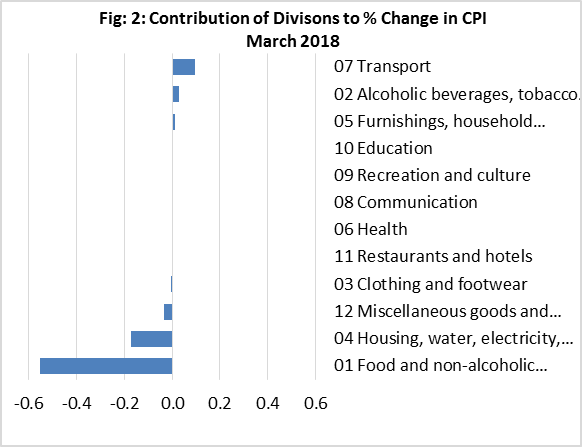 Fig: 2: Contribution of Divisons to % Change in CPI
March 2018
07 Transport
02 Alcoholic beverages, tobacco.
05 Furnishings, household...
10 Education
09 Recreation and culture
08 Communication
06 Health
11 Restaurants and hotels
03 Clothing and footwear
12 Miscellaneous goods and...
04 Housing, water, electricity,...
01 Food and non-alcoholic...
-0.6 -0.4 -0.2 0.0 0.2 0.4 0.6